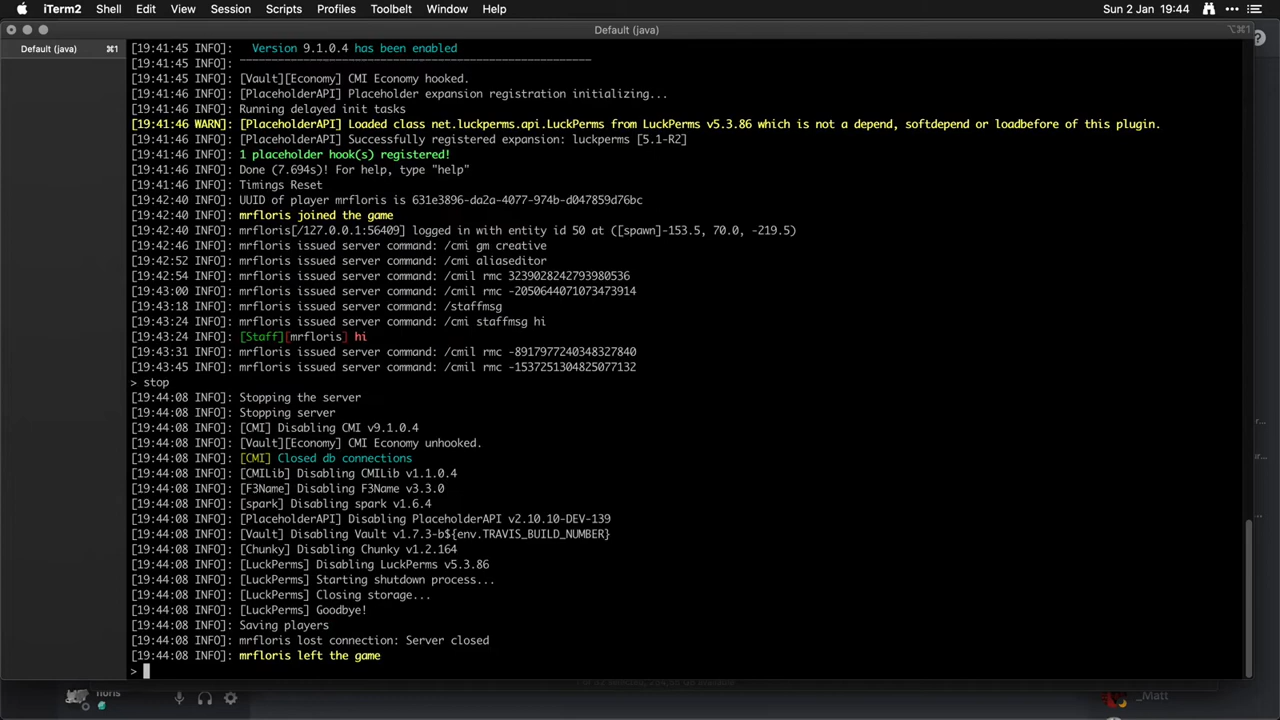 iTerm2 Shell Edit View Session Scripts Profiles Toolbelt Window Help Sun 2 Jan 19:44
Default (java)
Default (java) ⌘1 ⌥⌘1
[19:41:45 INFO]: Version 9.1.0.4 has been enabled
[19:41:45 INFO]:
[19:41:45 INFO]: [Vault][Economy] CMI Economy hooked.
[19:41:45 INFO]: [PlaceholderAPI] Placeholder expansion registration initializing...
[19:41:46 INFO]: Running delayed init tasks
[19:41:46 WARN]: [PlaceholderAPI] Loaded class net.luckperms.api.LuckPerms from LuckPerms v5.3.86 which is not a depend, softdepend or loadbefore of this plugin.
[19:41:46 INFO]: [PlaceholderAPI] Successfully registered expansion: luckperms [5.1-R2]
[19:41:46 INFO]: 1 placeholder hook(s) registered!
[19:41:46 INFO]: Done (7.694s)! For help, type "help"
[19:41:46 INFO]: Timings Reset
[19:42:40 INFO]: UUID of player mrfloris is 631e3896-da2a-4077-974b-d047859d76bc
[19:42:40 INFO]: mrfloris joined the game
[19:42:40 INFO]: mrfloris[/127.0.0.1:56409] logged in with entity id 50 at ([spawn]-153.5, 70.0, -219.5)
[19:42:46 INFO]: mrfloris issued server command: /cmi gm creative
[19:42:52 INFO]: mrfloris issued server command: /cmi aliaseditor
[19:42:54 INFO]: mrfloris issued server command: /cmil rmc 3239028242793980536
[19:43:00 INFO]: mrfloris issued server command: /cmil rmc -2050644071073473914
[19:43:18 INFO]: mrfloris issued server command: /staffmsg
[19:43:24 INFO]: mrfloris issued server command: /cmi staffmsg hi
[19:43:24 INFO]: [Staff][mrfloris] hi
[19:43:31 INFO]: mrfloris issued server command: /cmil rmc -8917977240348327840
[19:43:45 INFO]: mrfloris issued server command: /cmil rmc -1537251304825077132
> stop
[19:44:08 INFO]: Stopping the server
[19:44:08 INFO]: Stopping server
[19:44:08 INFO]: [CMI] Disabling CMI v9.1.0.4
[19:44:08 INFO]: [Vault][Economy] CMI Economy unhooked.
[19:44:08 INFO]: [CMI] Closed db connections
[19:44:08 INFO]: [CMILib] Disabling CMILib v1.1.0.4
[19:44:08 INFO]: [F3Name] Disabling F3Name v3.3.0
[19:44:08 INFO]: [spark] Disabling spark v1.6.4
[19:44:08 INFO]: [PlaceholderAPI] Disabling PlaceholderAPI v2.10.10-DEV-139
[19:44:08 INFO]: [Vault] Disabling Vault v1.7.3-b${env.TRAVIS_BUILD_NUMBER}
[19:44:08 INFO]: [Chunky] Disabling Chunky v1.2.164
[19:44:08 INFO]: [LuckPerms] Disabling LuckPerms v5.3.86
[19:44:08 INFO]: [LuckPerms] Starting shutdown process...
[19:44:08 INFO]: [LuckPerms] Closing storage...
[19:44:08 INFO]: [LuckPerms] Goodbye!
[19:44:08 INFO]: Saving players
[19:44:08 INFO]: mrfloris lost connection: Server closed
[19:44:08 INFO]: mrfloris left the game
>
floris
_Matt